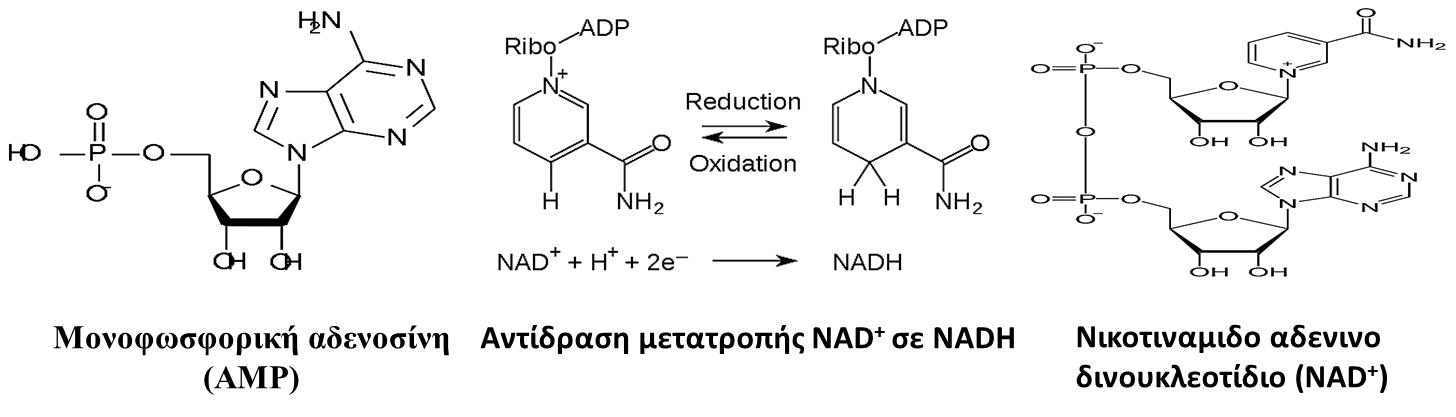 H₂N
N
N
N
N
O
HO
P
O
O⁻
O
OH
OH
ADP
Ribo
N⁺
O
H
NH₂
Reduction
Oxidation
ADP
Ribo
N
O
H H
NH₂
NAD⁺ + H⁺ + 2e⁻ → NADH
O
NH₂
N⁺
O⁻
O=P
O
O
OH OH
O
NH₂
N
N
N
N
O=P
O⁻
O
O
OH OH
Μονοφωσφορική αδενοσίνη
(AMP)
Αντίδραση μετατροπής NAD⁺ σε NADH
Νικοτιναμιδο αδενινο
δινουκλεοτίδιο (NAD⁺)